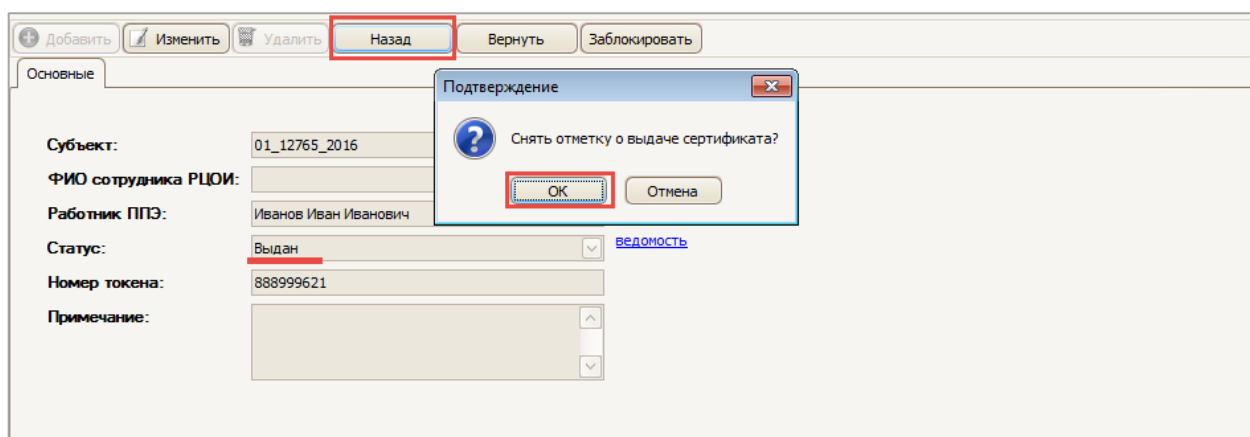 Добавить Изменить Удалить Назад Вернуть Заблокировать
Основные
Подтверждение
Снять отметку о выдаче сертификата?
OK Отмена
Субъект: 01_12765_2016
ФИО сотрудника РЦОИ:
Работник ППЭ: Иванов Иван Иванович
Статус: Выдан ведомость
Номер токена: 888999621
Примечание: